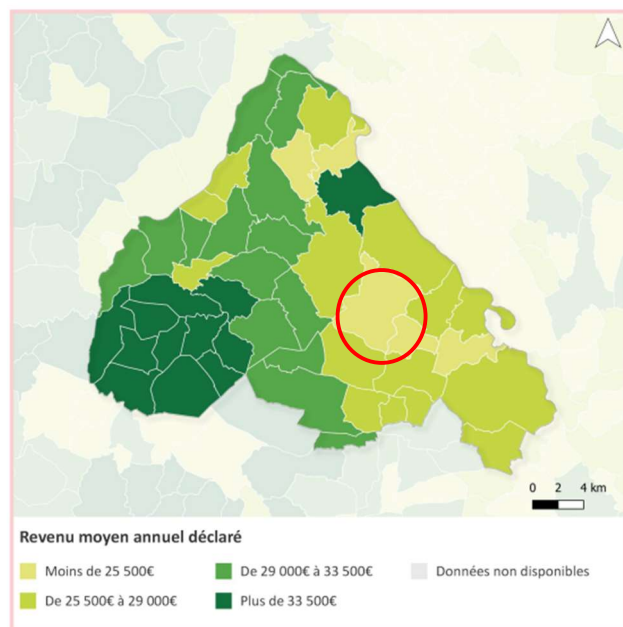 0 2 4 km
Revenu moyen annuel déclaré
Moins de 25 500€
De 29 000€ à 33 500€
Données non disponibles
De 25 500€ à 29 000€
Plus de 33 500€